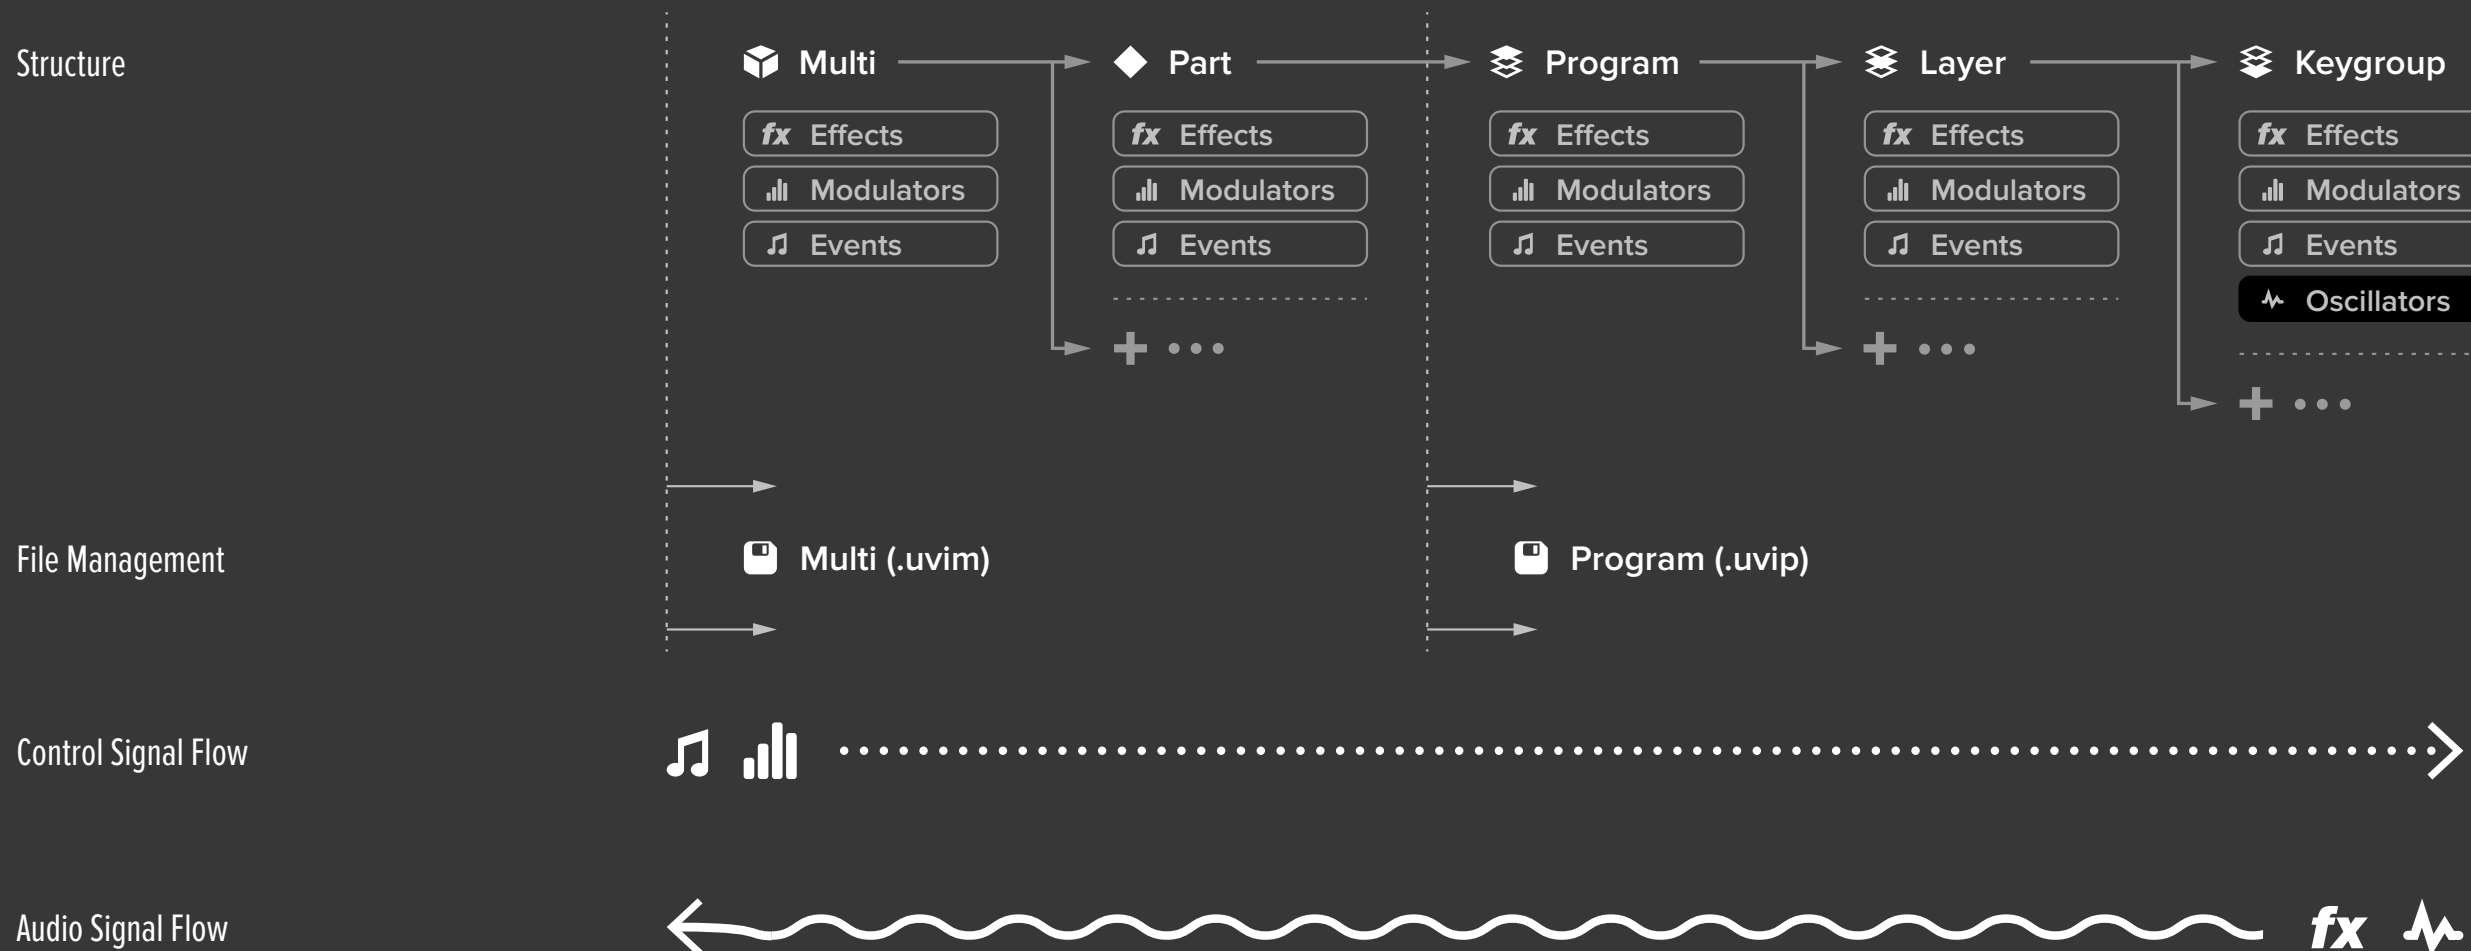 Structure
Multi
Part
Program
Layer
Keygroup
fx Effects
fx Effects
fx Effects
fx Effects
fx Effects
Modulators
Modulators
Modulators
Modulators
Modulators
Events
Events
Events
Events
Events
Oscillators
File Management
Multi (.uvim)
Program (.uvip)
Control Signal Flow
Audio Signal Flow
fx